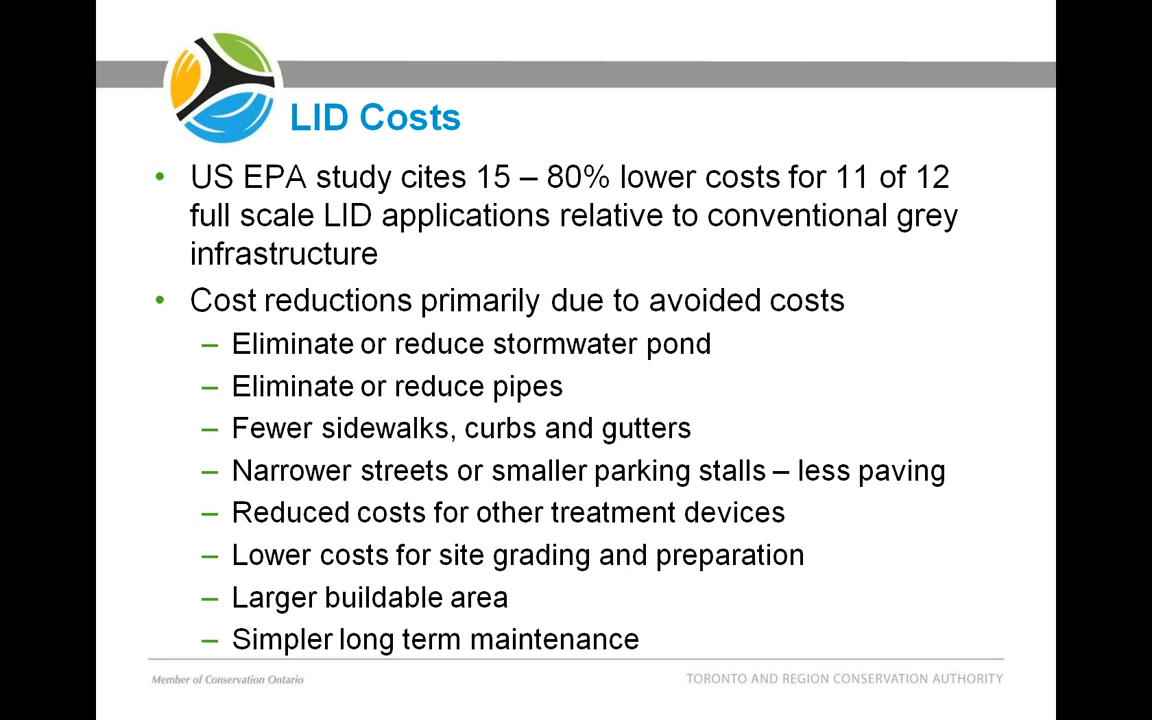 LID Costs
• US EPA study cites 15 – 80% lower costs for 11 of 12
full scale LID applications relative to conventional grey
infrastructure
• Cost reductions primarily due to avoided costs
– Eliminate or reduce stormwater pond
– Eliminate or reduce pipes
– Fewer sidewalks, curbs and gutters
– Narrower streets or smaller parking stalls – less paving
– Reduced costs for other treatment devices
– Lower costs for site grading and preparation
– Larger buildable area
– Simpler long term maintenance
Member of Conservation Ontario
TORONTO AND REGION CONSERVATION AUTHORITY